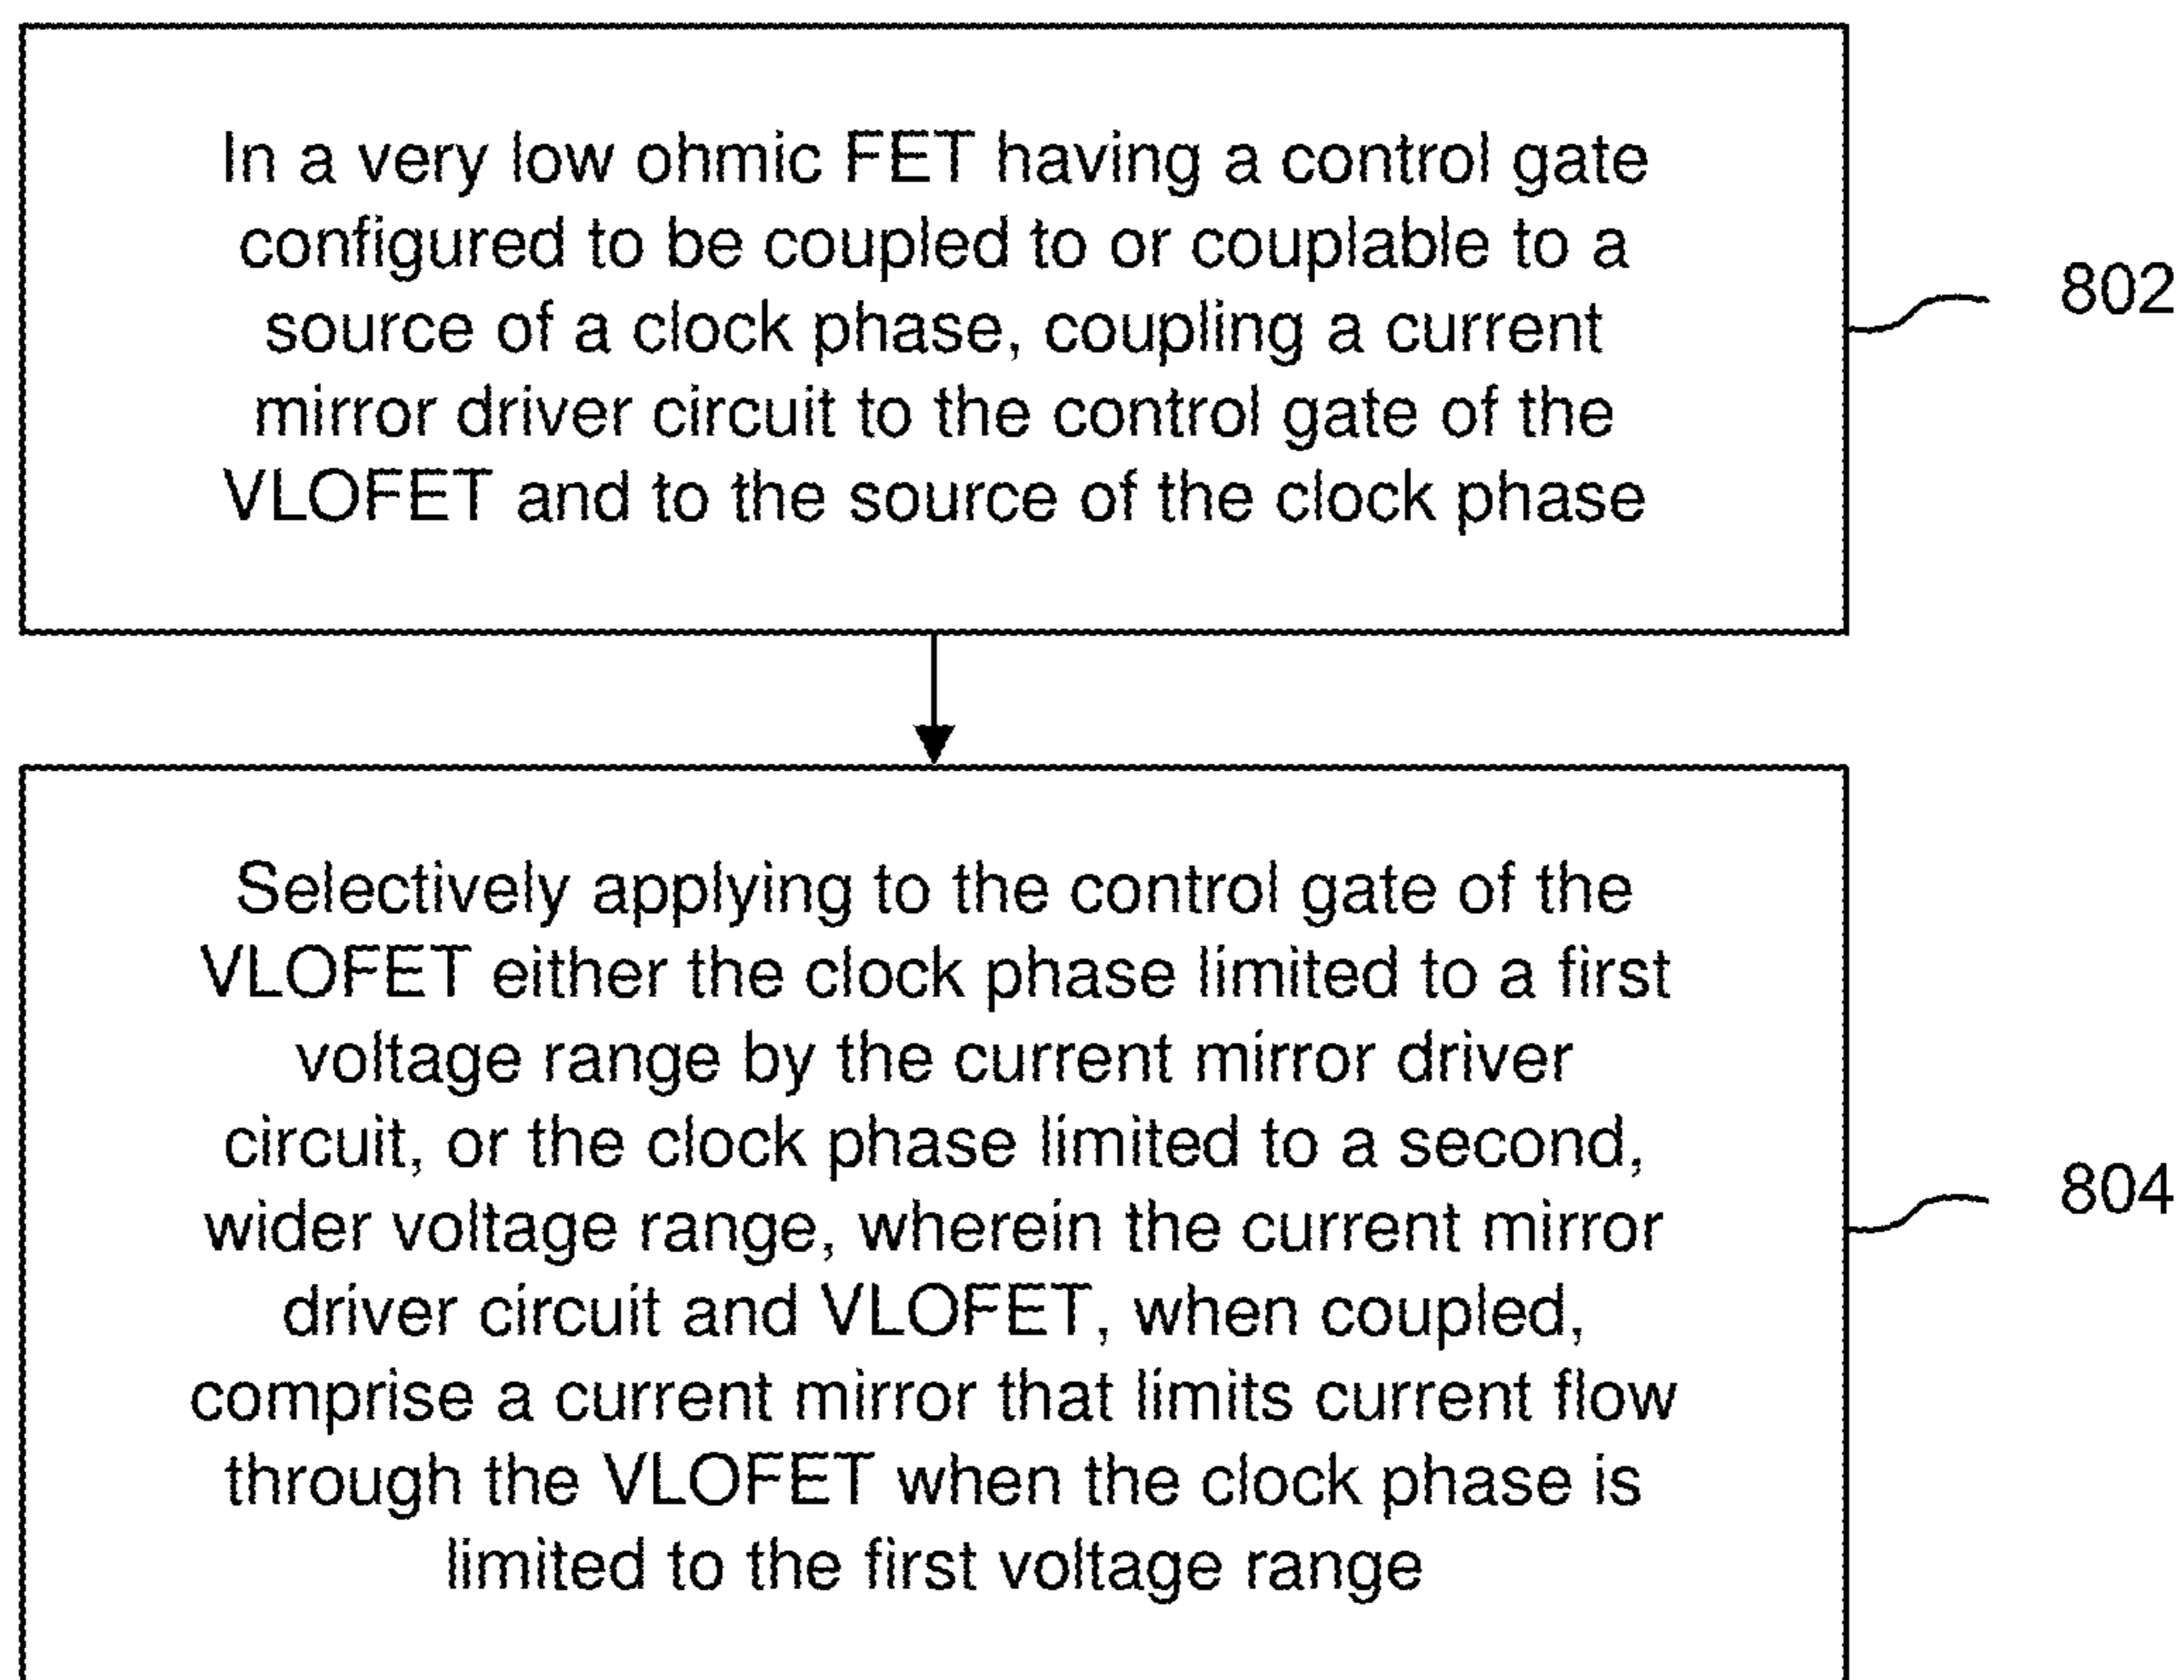 In a very low ohmic FET having a control gate
configured to be coupled to or couplable to a
source of a clock phase, coupling a current
mirror driver circuit to the control gate of the
VLOFET and to the source of the clock phase
802
Selectively applying to the control gate of the
VLOFET either the clock phase limited to a first
voltage range by the current mirror driver
circuit, or the clock phase limited to a second,
wider voltage range, wherein the current mirror
driver circuit and VLOFET, when coupled,
comprise a current mirror that limits current flow
through the VLOFET when the clock phase is
limited to the first voltage range
804